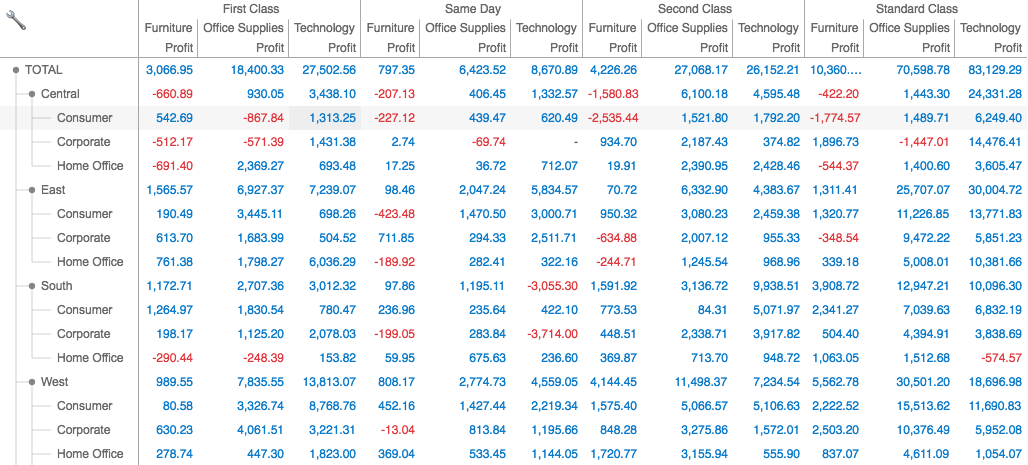 First Class Same Day Second Class Standard Class
Furniture Office Supplies Technology Furniture Office Supplies Technology Furniture Office Supplies Technology Furniture Office Supplies Technology
Profit Profit Profit Profit Profit Profit Profit Profit Profit Profit Profit Profit
TOTAL 3,066.95 18,400.33 27,502.56 797.35 6,423.52 8,670.89 4,226.26 27,068.17 26,152.21 10,360.... 70,598.78 83,129.29
Central -660.89 930.05 3,438.10 -207.13 406.45 1,332.57 -1,580.83 6,100.18 4,595.48 -422.20 1,443.30 24,331.28
Consumer 542.69 -867.84 1,313.25 -227.12 439.47 620.49 -2,535.44 1,521.80 1,792.20 -1,774.57 1,489.71 6,249.40
Corporate -512.17 -571.39 1,431.38 2.74 -69.74 - 934.70 2,187.43 374.82 1,896.73 -1,447.01 14,476.41
Home Office -691.40 2,369.27 693.48 17.25 36.72 712.07 19.91 2,390.95 2,428.46 -544.37 1,400.60 3,605.47
East 1,565.57 6,927.37 7,239.07 98.46 2,047.24 5,834.57 70.72 6,332.90 4,383.67 1,311.41 25,707.07 30,004.72
Consumer 190.49 3,445.11 698.26 -423.48 1,470.50 3,000.71 950.32 3,080.23 2,459.38 1,320.77 11,226.85 13,771.83
Corporate 613.70 1,683.99 504.52 711.85 294.33 2,511.71 -634.88 2,007.12 955.33 -348.54 9,472.22 5,851.23
Home Office 761.38 1,798.27 6,036.29 -189.92 282.41 322.16 -244.71 1,245.54 968.96 339.18 5,008.01 10,381.66
South 1,172.71 2,707.36 3,012.32 97.86 1,195.11 -3,055.30 1,591.92 3,136.72 9,938.51 3,908.72 12,947.21 10,096.30
Consumer 1,264.97 1,830.54 780.47 236.96 235.64 422.10 773.53 84.31 5,071.97 2,341.27 7,039.63 6,832.19
Corporate 198.17 1,125.20 2,078.03 -199.05 283.84 -3,714.00 448.51 2,338.71 3,917.82 504.40 4,394.91 3,838.69
Home Office -290.44 -248.39 153.82 59.95 675.63 236.60 369.87 713.70 948.72 1,063.05 1,512.68 -574.57
West 989.55 7,835.55 13,813.07 808.17 2,774.73 4,559.05 4,144.45 11,498.37 7,234.54 5,562.78 30,501.20 18,696.98
Consumer 80.58 3,326.74 8,768.76 452.16 1,427.44 2,219.34 1,575.40 5,066.57 5,106.63 2,222.52 15,513.62 11,690.83
Corporate 630.23 4,061.51 3,221.31 -13.04 813.84 1,195.66 848.28 3,275.86 1,572.01 2,503.20 10,376.49 5,952.08
Home Office 278.74 447.30 1,823.00 369.04 533.45 1,144.05 1,720.77 3,155.94 555.90 837.07 4,611.09 1,054.07